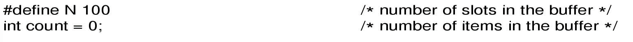 #define N 100 /* number of slots in the buffer */
int count = 0; /* number of items in the buffer */